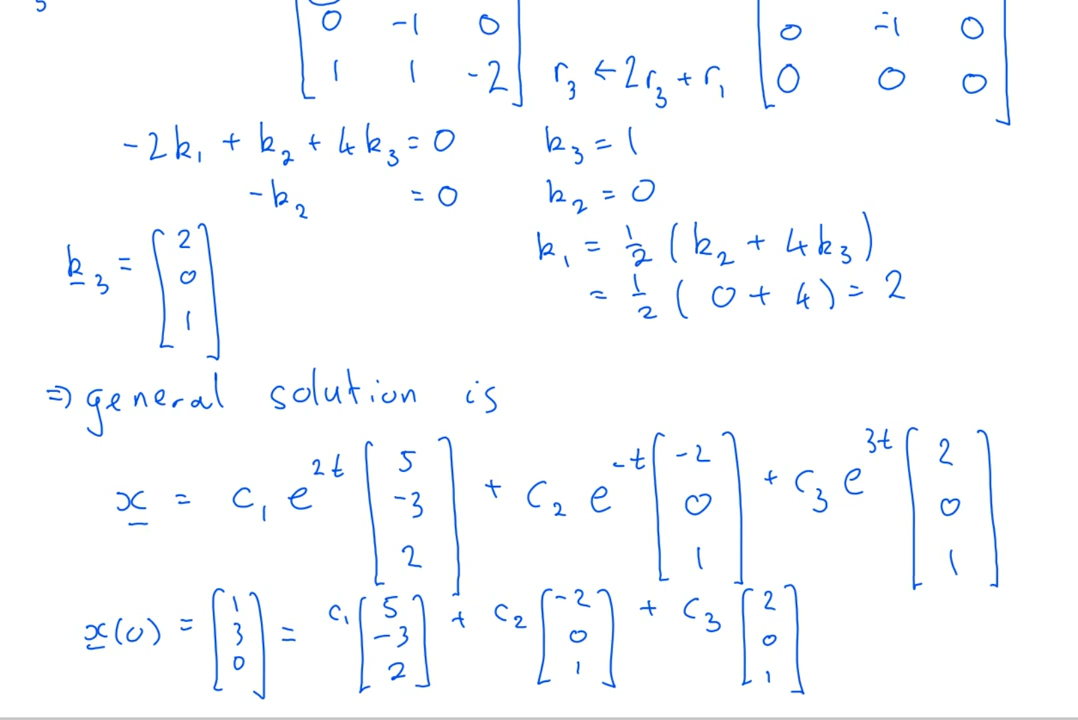 [ 0 -1 0 ; 1 1 -2 ] r₃ ← 2r₃ + r₁ [ 0 -1 0 ; 0 0 0 ]
-2k₁ + k₂ + 4k₃ = 0 k₃ = 1
-k₂ = 0 k₂ = 0
k₁ = ½ (k₂ + 4k₃)
= ½ (0 + 4) = 2
k₃ = [ 2 ; 0 ; 1 ]
⇒ general solution is
x = c₁ e^{2t} [ 5 ; -3 ; 2 ] + c₂ e^{-t} [ -2 ; 0 ; 1 ] + c₃ e^{3t} [ 2 ; 0 ; 1 ]
x(0) = [ 1 ; 3 ; 0 ] = c₁ [ 5 ; -3 ; 2 ] + c₂ [ -2 ; 0 ; 1 ] + c₃ [ 2 ; 0 ; 1 ]